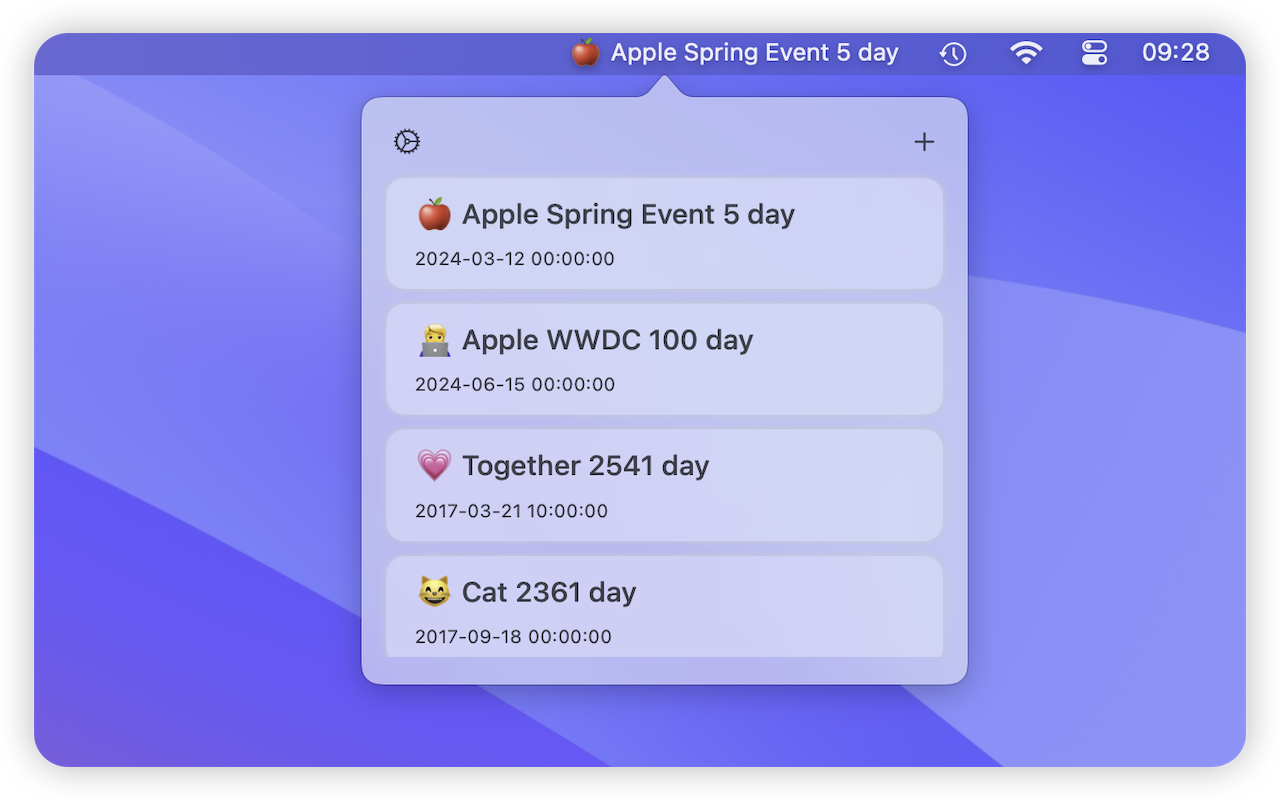 Apple Spring Event 5 day 09:28
Apple Spring Event 5 day
2024-03-12 00:00:00
Apple WWDC 100 day
2024-06-15 00:00:00
Together 2541 day
2017-03-21 10:00:00
Cat 2361 day
2017-09-18 00:00:00